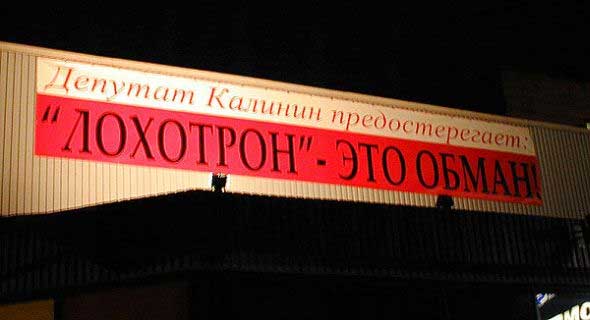 Депутат Калинин предостерегает:
"ЛОХОТРОН" - ЭТО ОБМАН!